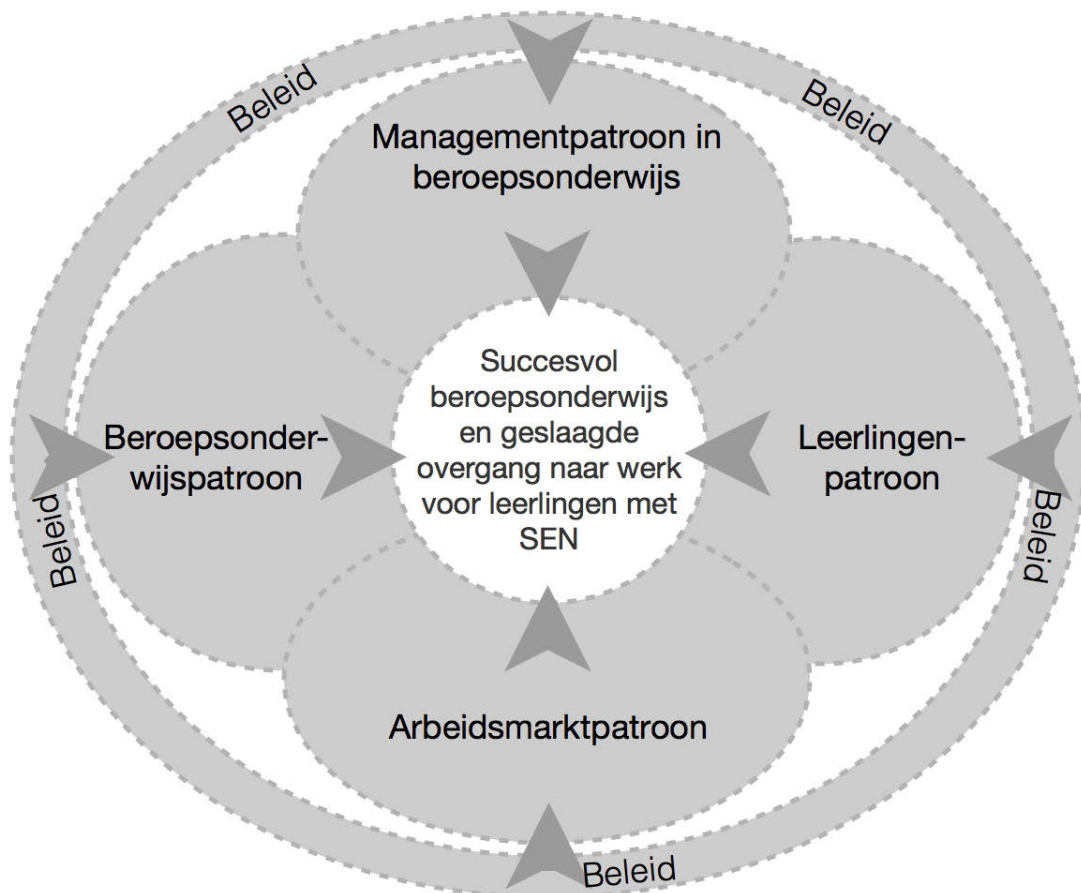 Beleid
Beleid
Managementpatroon in
beroepsonderwijs
Succesvol
beroepsonderwijs
en geslaagde
overgang naar werk
voor leerlingen met
SEN
Beroepsonder-
wijspatroon
Leerlingen-
patroon
Beleid
Beleid
Arbeidsmarktpatroon
Beleid